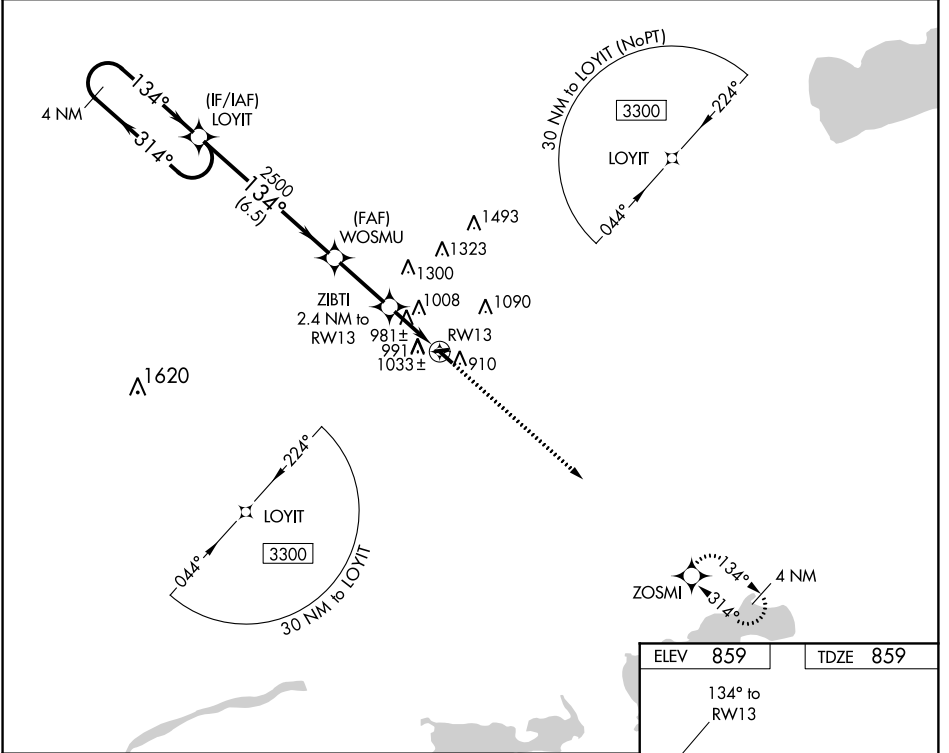 30 NM to LOYIT (NoPT)
3300
224°
LOYIT
044°
134°
4 NM
314°
(IF/IAF)
LOYIT
2500
134°
(6.5)
(FAF)
WOSMU
1493
1323
1300
ZIBTI
2.4 NM to
RW13
1008
1090
981±
991
1033±
RW13
910
1620
224°
LOYIT
044°
3300
30 NM to LOYIT
ZOSMI
134°
314°
4 NM
ELEV 859
TDZE 859
134° to
RW13